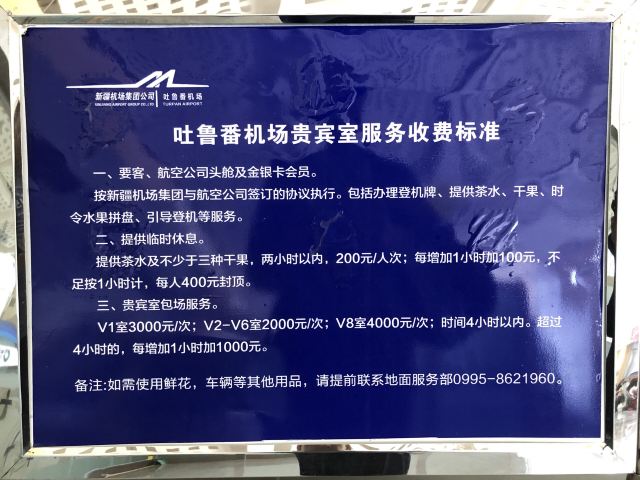 新疆机场集团公司 吐鲁番机场
XINJIANG AIRPORT GROUP CO.,LTD TURPAN AIRPORT
吐鲁番机场贵宾室服务收费标准
一、要客、航空公司头舱及金银卡会员。
按新疆机场集团与航空公司签订的协议执行。包括办理登机牌、提供茶水、干果、时
令水果拼盘、引导登机等服务。
二、提供临时休息。
提供茶水及不少于三种干果，两小时以内，200元/人次；每增加1小时加100元，不
足按1小时计，每人400元封顶。
三、贵宾室包场服务。
V1室3000元/次；V2-V6室2000元/次；V8室4000元/次；时间4小时以内。超过
4小时的，每增加1小时加1000元。
备注:如需使用鲜花，车辆等其他用品，请提前联系地面服务部0995-8621960。